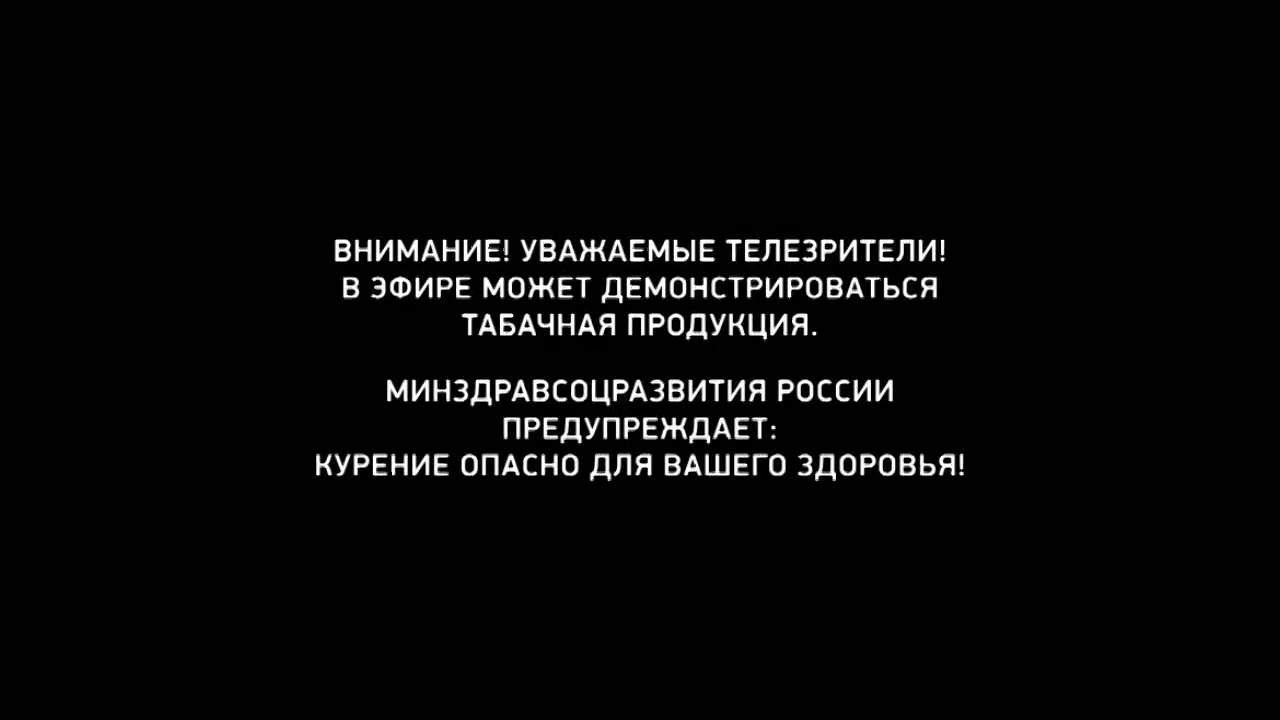 ВНИМАНИЕ! УВАЖАЕМЫЕ ТЕЛЕЗРИТЕЛИ!
В ЭФИРЕ МОЖЕТ ДЕМОНСТРИРОВАТЬСЯ
ТАБАЧНАЯ ПРОДУКЦИЯ.
МИНЗДРАВСОЦРАЗВИТИЯ РОССИИ
ПРЕДУПРЕЖДАЕТ:
КУРЕНИЕ ОПАСНО ДЛЯ ВАШЕГО ЗДОРОВЬЯ!